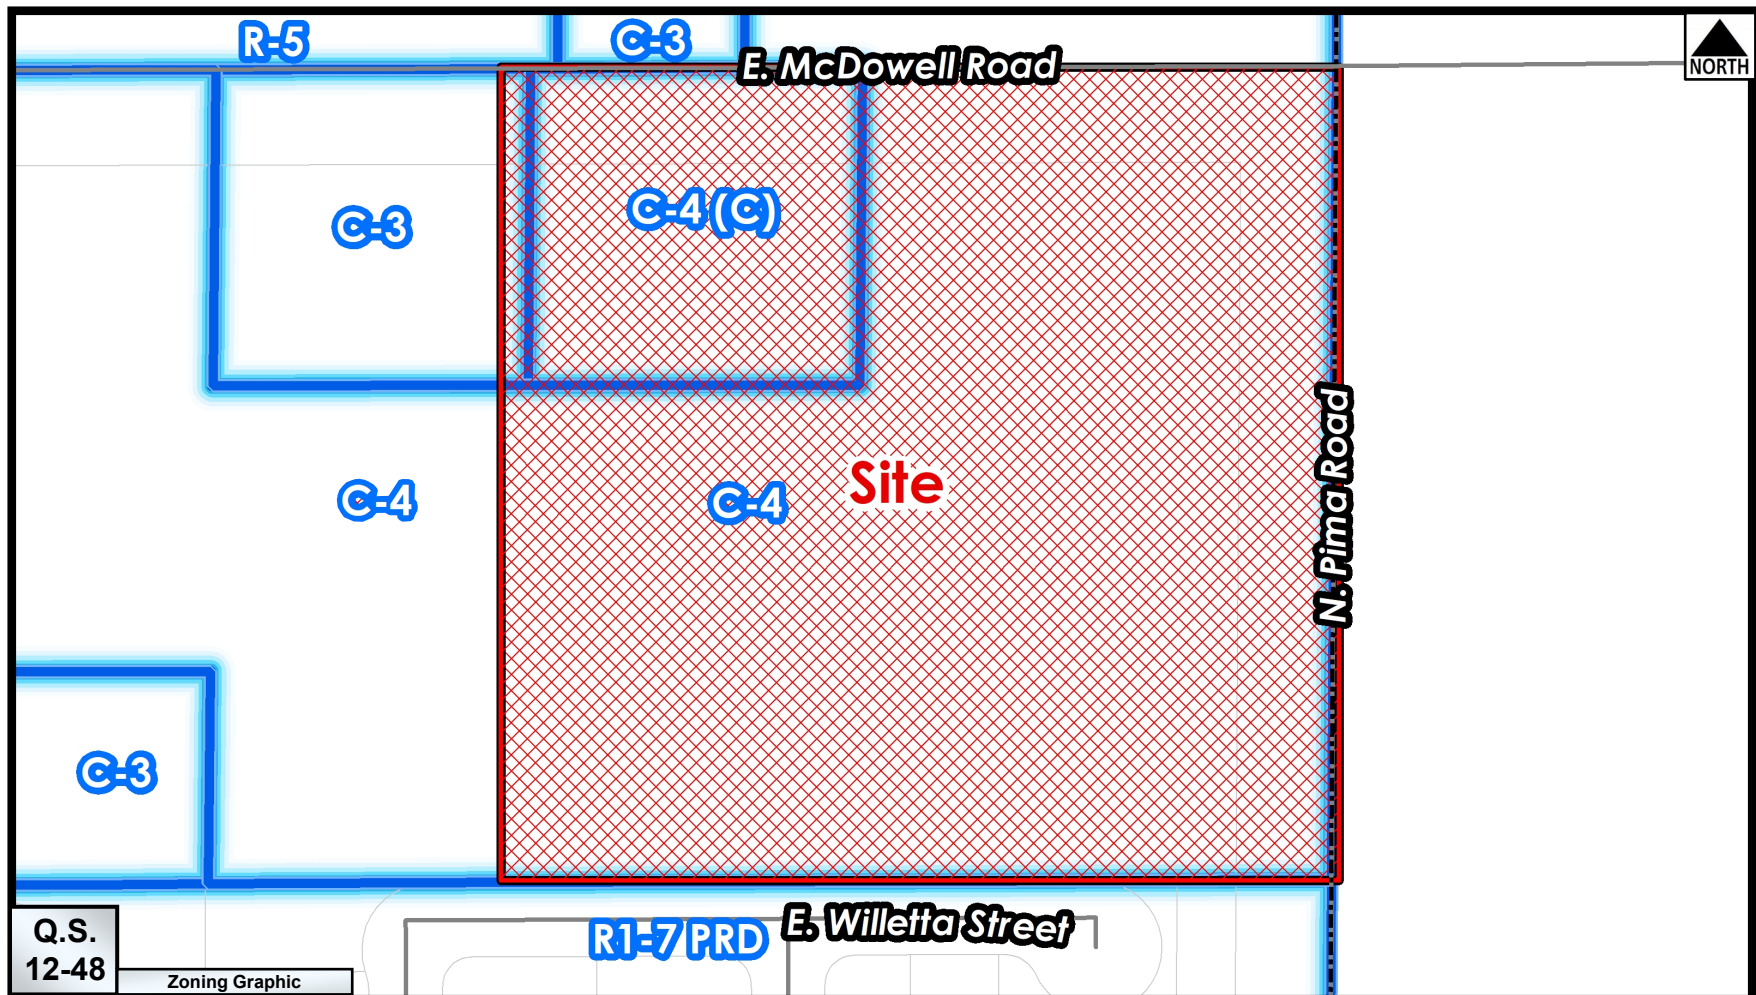 R-5
C-3
E. McDowell Road
NORTH
C-3
C-4 (C)
C-4
C-4
Site
N. Pima Road
C-3
R1-7 PRD
E. Willetta Street
Q.S.
12-48
Zoning Graphic